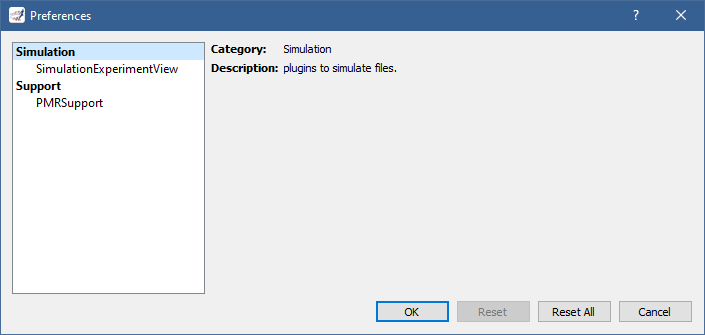 Preferences
?
Simulation
SimulationExperimentView
Support
PMRSupport
Category: Simulation
Description: plugins to simulate files.
OK Reset Reset All Cancel